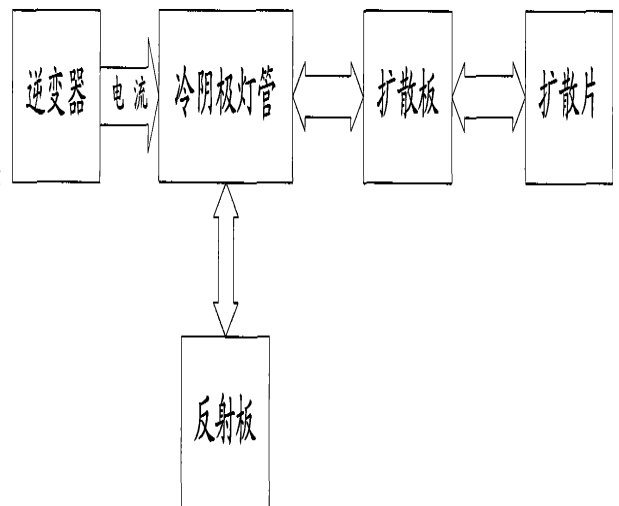 逆变器
电流
冷阴极灯管
扩散板
扩散片
反射板